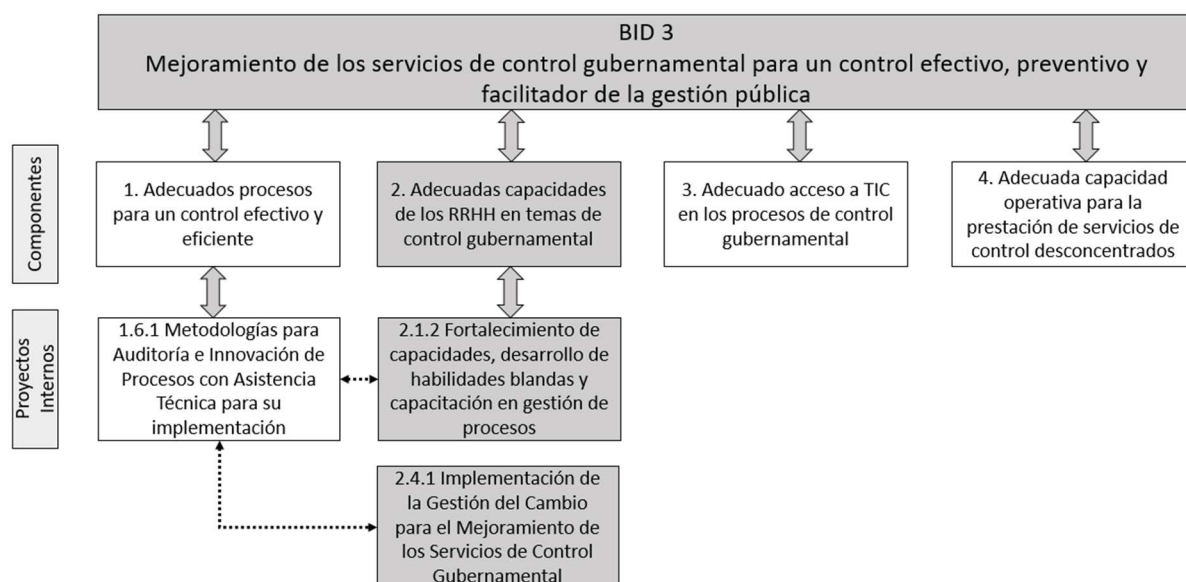 BID 3
Mejoramiento de los servicios de control gubernamental para un control efectivo, preventivo y
facilitador de la gestión pública
Componentes
1. Adecuados procesos
para un control efectivo y
eficiente
2. Adecuadas capacidades
de los RRHH en temas de
control gubernamental
3. Adecuado acceso a TIC
en los procesos de control
gubernamental
4. Adecuada capacidad
operativa para la
prestación de servicios de
control desconcentrados
Proyectos
Internos
1.6.1 Metodologías para
Auditoría e Innovación de
Procesos con Asistencia
Técnica para su
implementación
2.1.2 Fortalecimiento de
capacidades, desarrollo de
habilidades blandas y
capacitación en gestión de
procesos
2.4.1 Implementación de
la Gestión del Cambio
para el Mejoramiento de
los Servicios de Control
Gubernamental